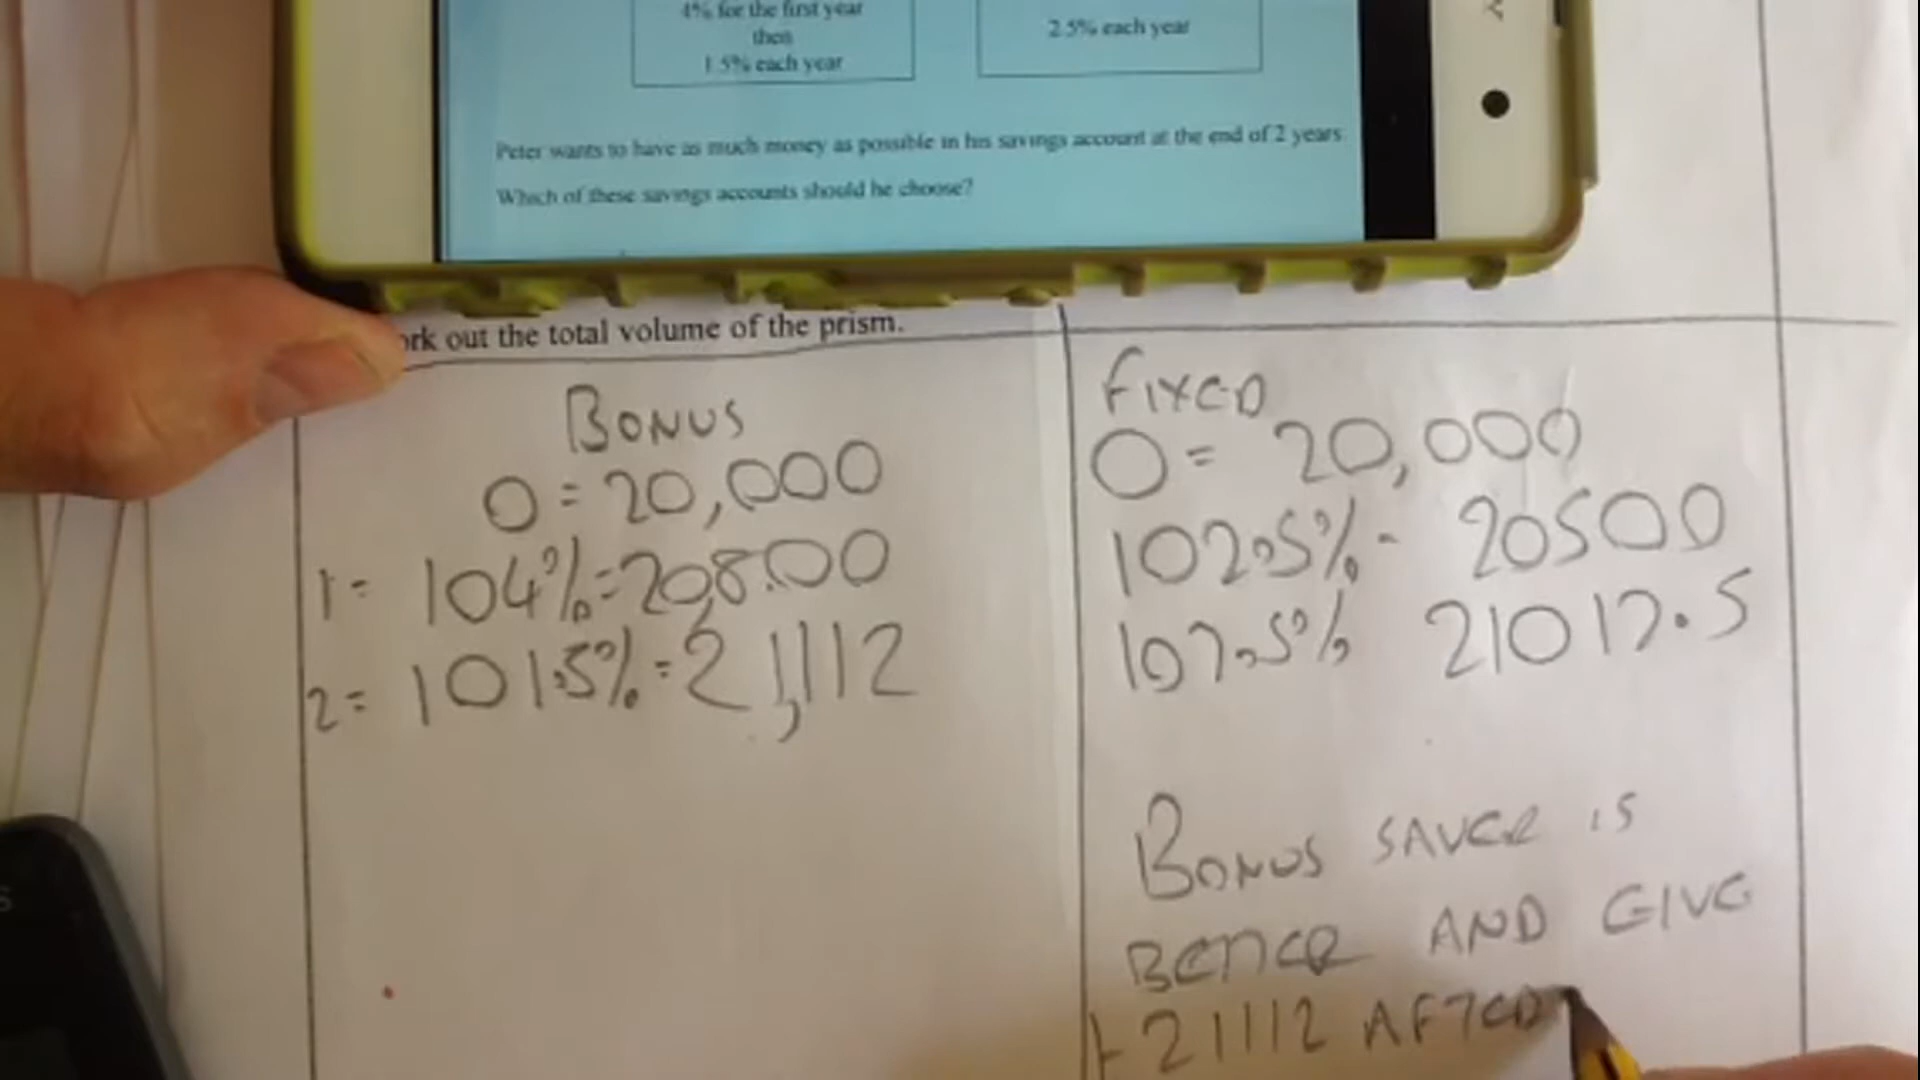 4% for the first year
then
1.5% each year
2.5% each year
Peter wants to have as much money as possible in his savings account at the end of 2 years
Which of these savings accounts should he choose?
ork out the total volume of the prism.
BONUS
0 = 20,000
1 = 104% = 20,800
2 = 101.5% = 21,112
FIXED
0 = 20,000
102.5% - 20500
107.5% 21017.5
BONUS SAVER IS
BETTER AND GIVE
21112 AFTER